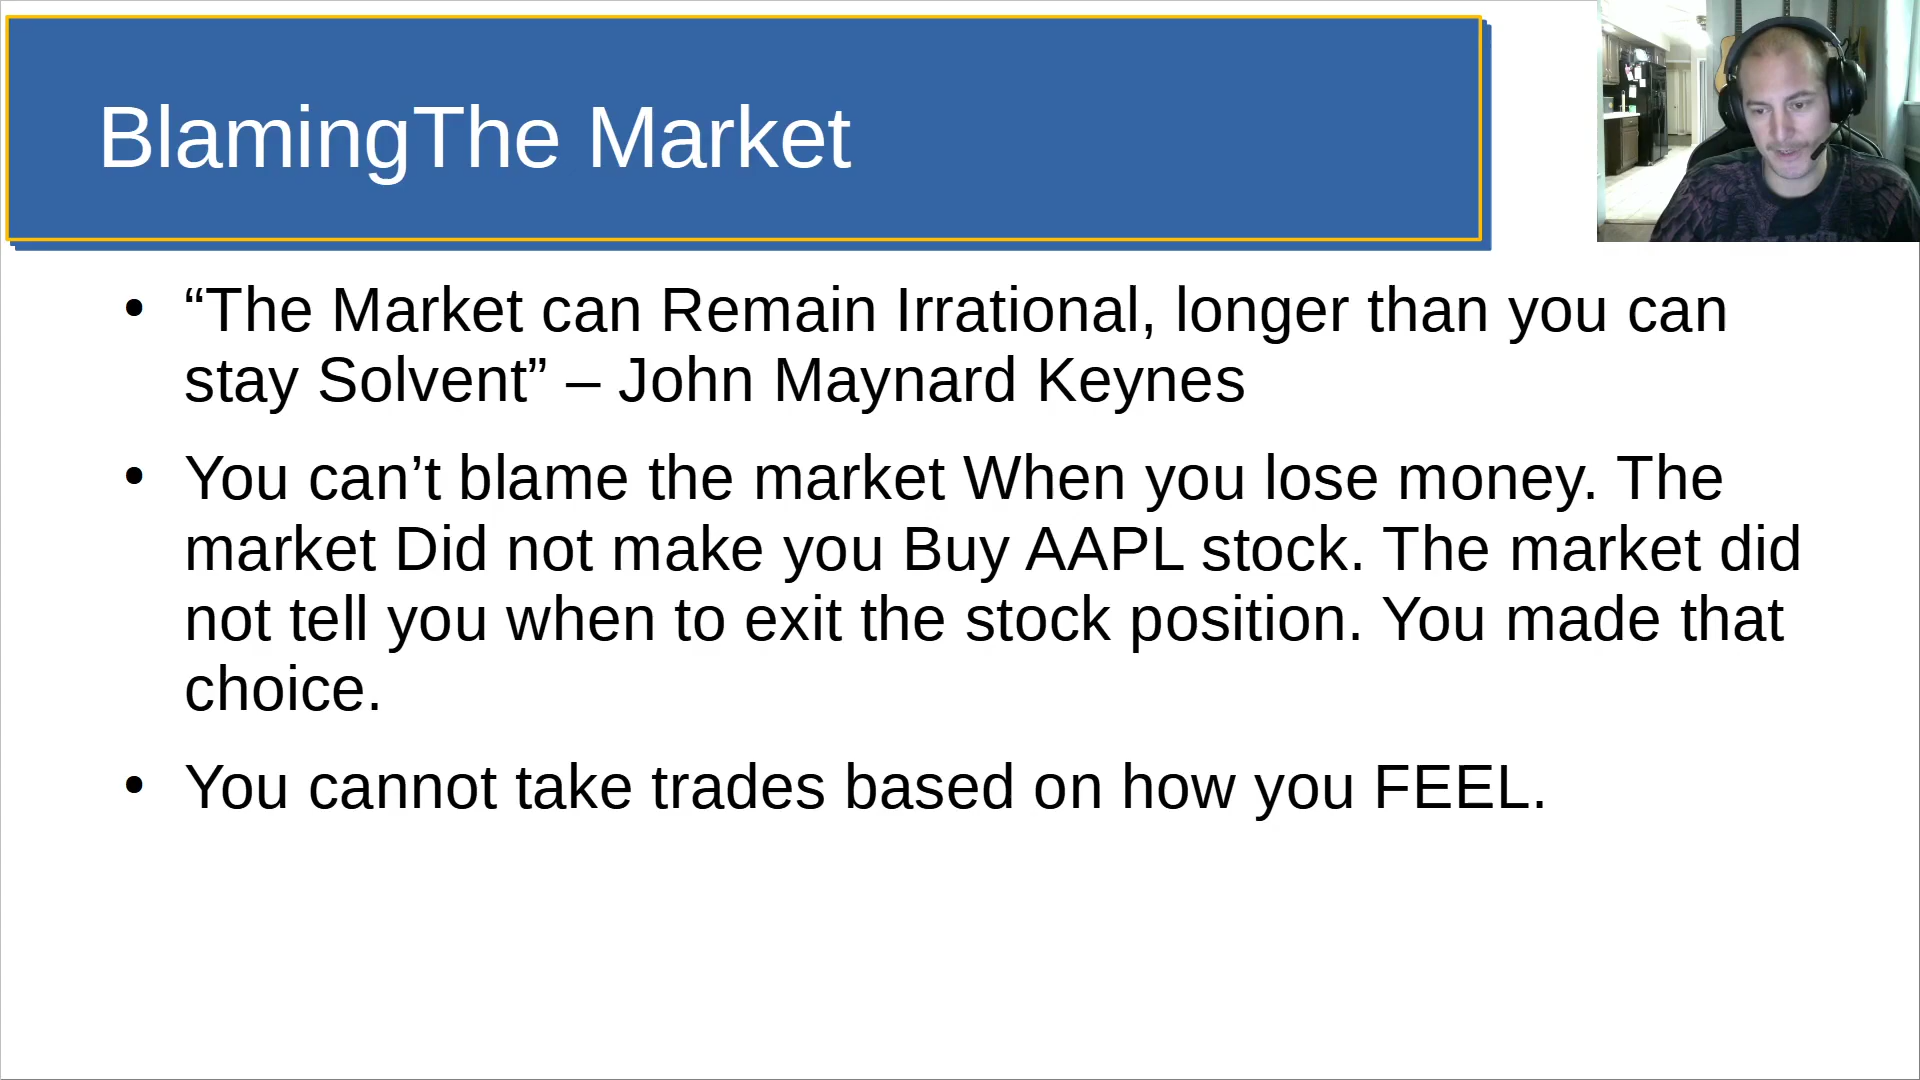 BlamingThe Market
• “The Market can Remain Irrational, longer than you can
stay Solvent” – John Maynard Keynes
• You can’t blame the market When you lose money. The
market Did not make you Buy AAPL stock. The market did
not tell you when to exit the stock position. You made that
choice.
• You cannot take trades based on how you FEEL.